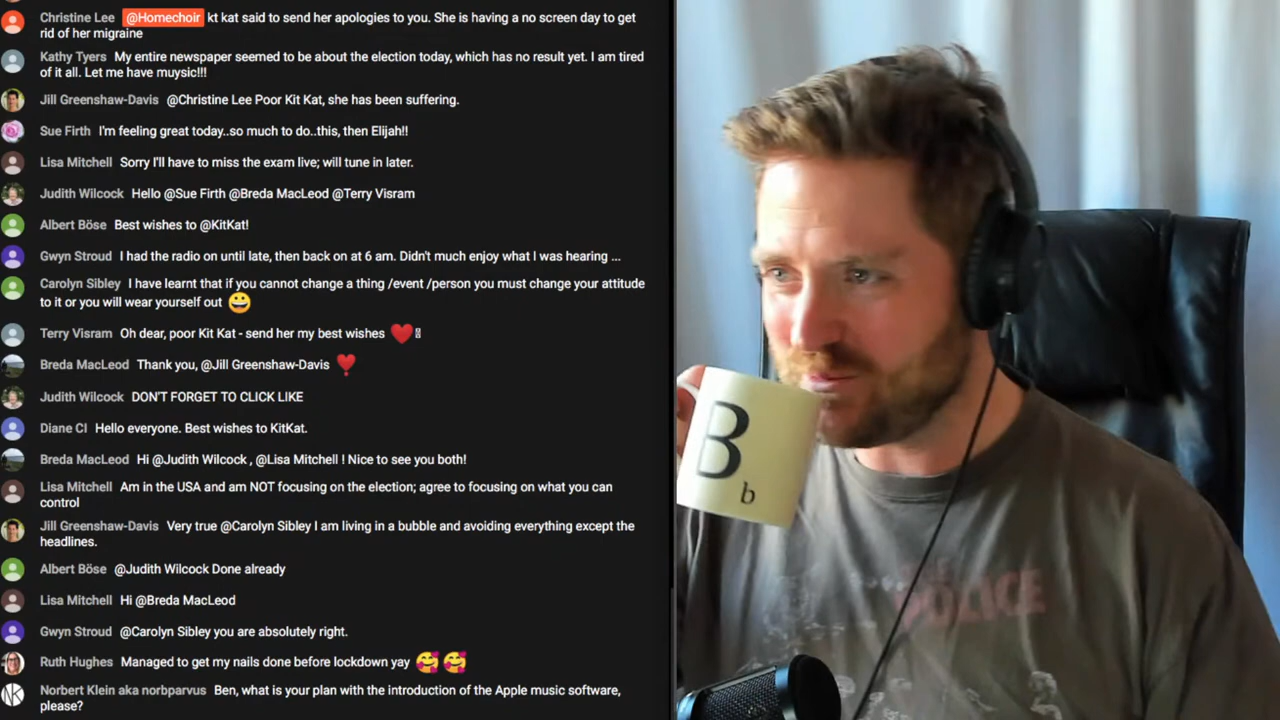 Christine Lee @Homechoir kt kat said to send her apologies to you. She is having a no screen day to get
rid of her migraine
Kathy Tyers My entire newspaper seemed to be about the election today, which has no result yet. I am tired
of it all. Let me have muysic!!!
Jill Greenshaw-Davis @Christine Lee Poor Kit Kat, she has been suffering.
Sue Firth I'm feeling great today..so much to do..this, then Elijah!!
Lisa Mitchell Sorry I'll have to miss the exam live; will tune in later.
Judith Wilcock Hello @Sue Firth @Breda MacLeod @Terry Visram
Albert Böse Best wishes to @KitKat!
Gwyn Stroud I had the radio on until late, then back on at 6 am. Didn't much enjoy what I was hearing ...
Carolyn Sibley I have learnt that if you cannot change a thing /event /person you must change your attitude
to it or you will wear yourself out 😀
Terry Visram Oh dear, poor Kit Kat - send her my best wishes ❤
Breda MacLeod Thank you, @Jill Greenshaw-Davis ❣
Judith Wilcock DON'T FORGET TO CLICK LIKE
Diane CI Hello everyone. Best wishes to KitKat.
Breda MacLeod Hi @Judith Wilcock , @Lisa Mitchell ! Nice to see you both!
Lisa Mitchell Am in the USA and am NOT focusing on the election; agree to focusing on what you can
control
Jill Greenshaw-Davis Very true @Carolyn Sibley I am living in a bubble and avoiding everything except the
headlines.
Albert Böse @Judith Wilcock Done already
Lisa Mitchell Hi @Breda MacLeod
Gwyn Stroud @Carolyn Sibley you are absolutely right.
Ruth Hughes Managed to get my nails done before lockdown yay 🥰 🥰
NK Norbert Klein aka norbparvus Ben, what is your plan with the introduction of the Apple music software,
please?
B
b
POLICE